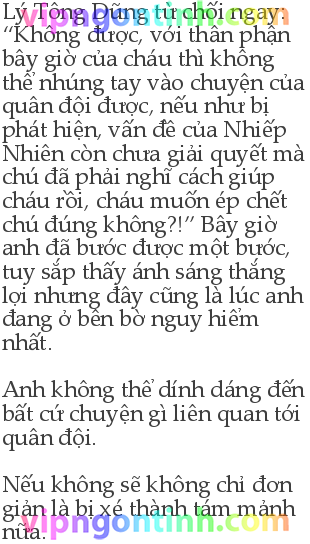 Lý Tông Dũng từ chối ngay:
“Không được, với thân phận
bây giờ của cháu thì không
thể nhúng tay vào chuyện của
quân đội được, nếu như bị
phát hiện, vấn đề của Nhiếp
Nhiên còn chưa giải quyết mà
chú đã phải nghĩ cách giúp
cháu rồi, cháu muốn ép chết
chú đúng không?!” Bây giờ
anh đã bước được một bước,
tuy sắp thấy ánh sáng thắng
lợi nhưng đây cũng là lúc anh
đang ở bên bờ nguy hiểm
nhất.
Anh không thể dính dáng đến
bất cứ chuyện gì liên quan tới
quân đội.
Nếu không sẽ không chỉ đơn
giản là bị xé thành tám mảnh
nữa.
vipngontinh.com
vipngontinh.com